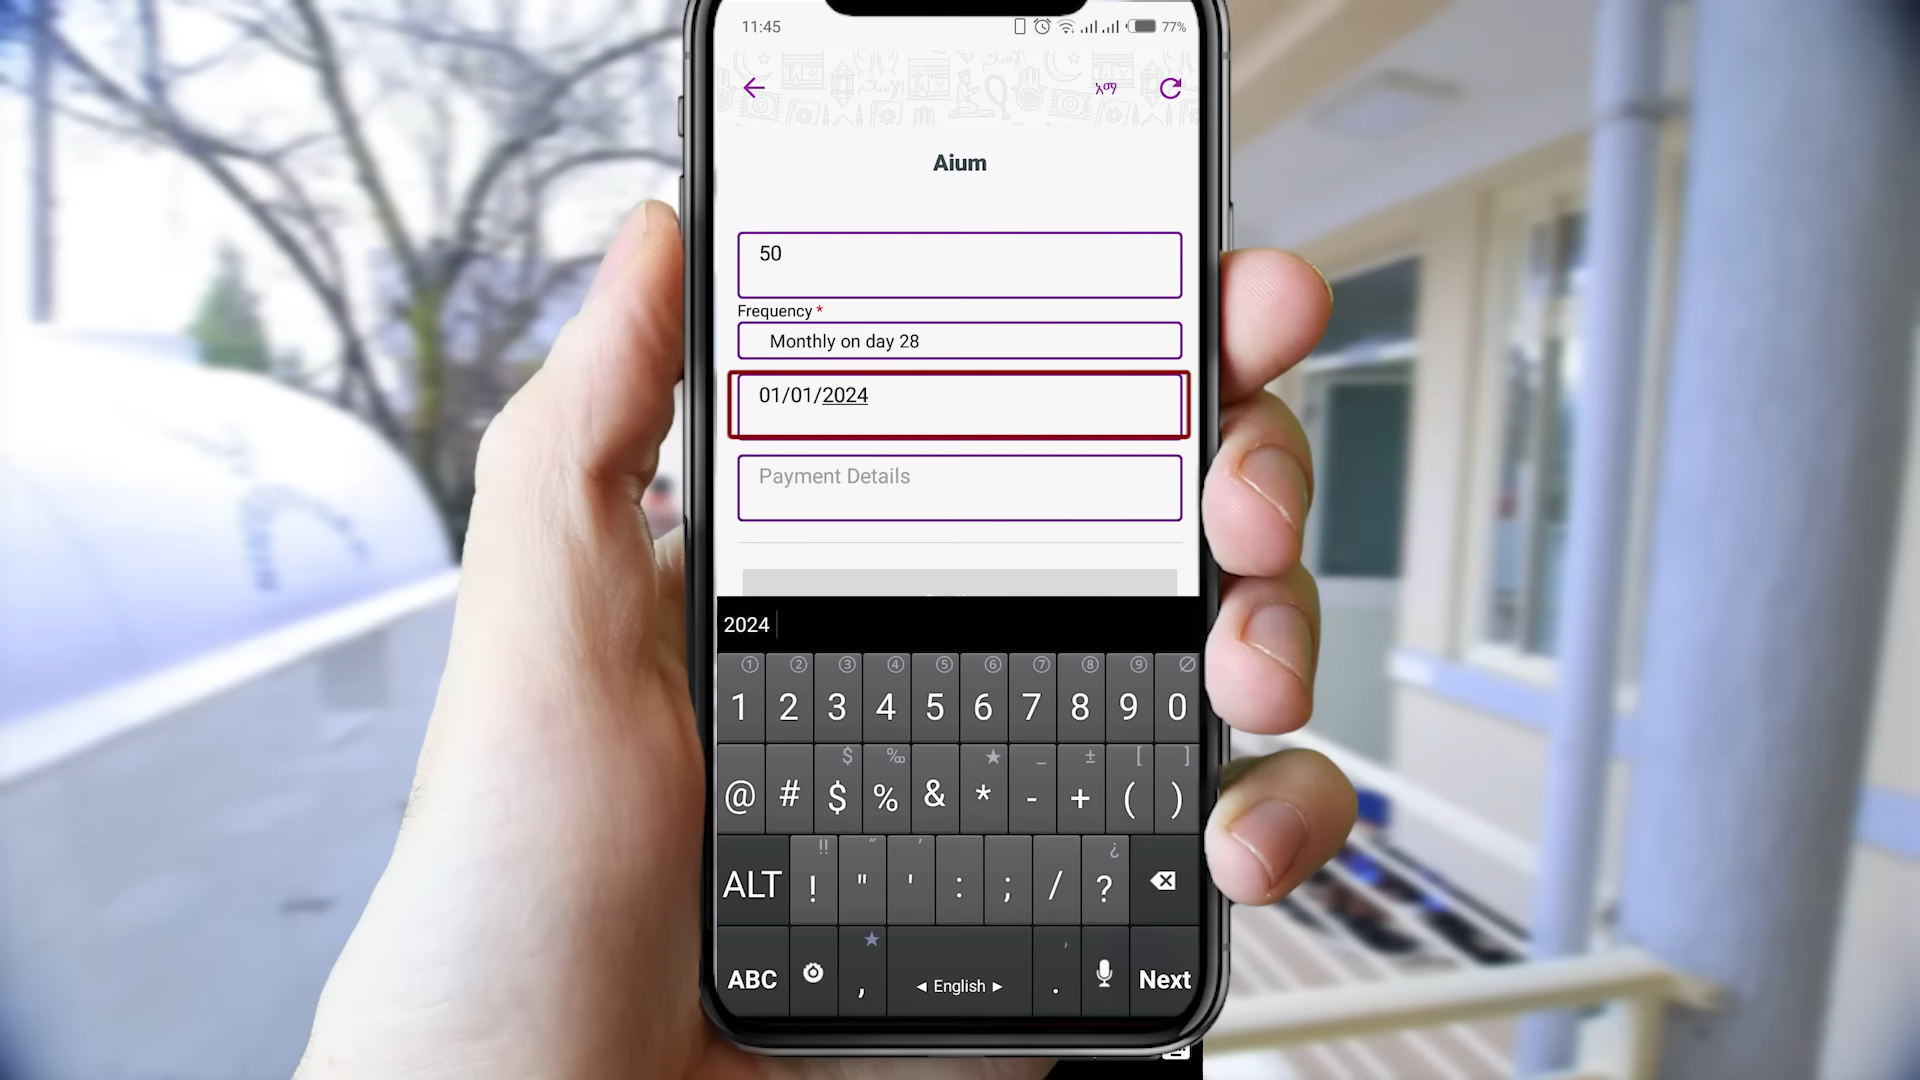 11:45
77%
አማ
Aium
50
Frequency *
Monthly on day 28
01/01/2024
Payment Details
2024
1 2 3 4 5 6 7 8 9 0
@ # $ % & * - + ( )
ALT ! " ' : ; / ?
ABC , ◄ English ► . Next